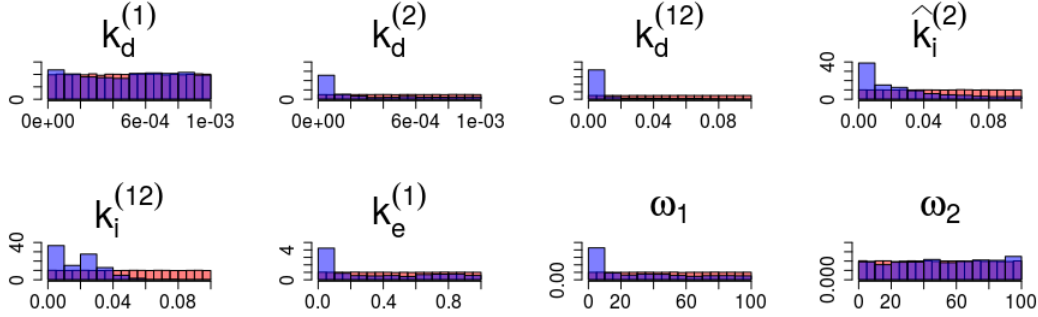 k_d^(1) k_d^(2) k_d^(12) k̂_i^(2)
0 0 0 0 40
0e+00 6e-04 1e-03 0e+00 6e-04 1e-03 0.00 0.04 0.08 0.00 0.04 0.08
k_i^(12) k_e^(1) ω₁ ω₂
0 40 0 4 0.000 0.000
0.00 0.04 0.08 0.0 0.4 0.8 0 20 60 100 0 20 60 100